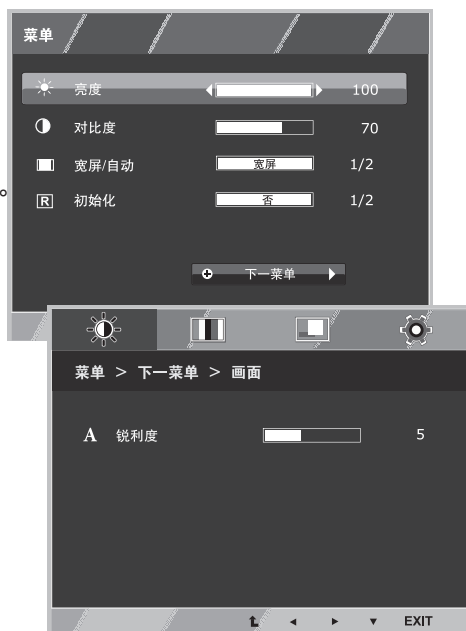 菜单
亮度 100
对比度 70
宽屏/自动 宽屏 1/2
R 初始化 否 1/2
下一菜单
菜单 > 下一菜单 > 画面
A 锐利度 5
EXIT